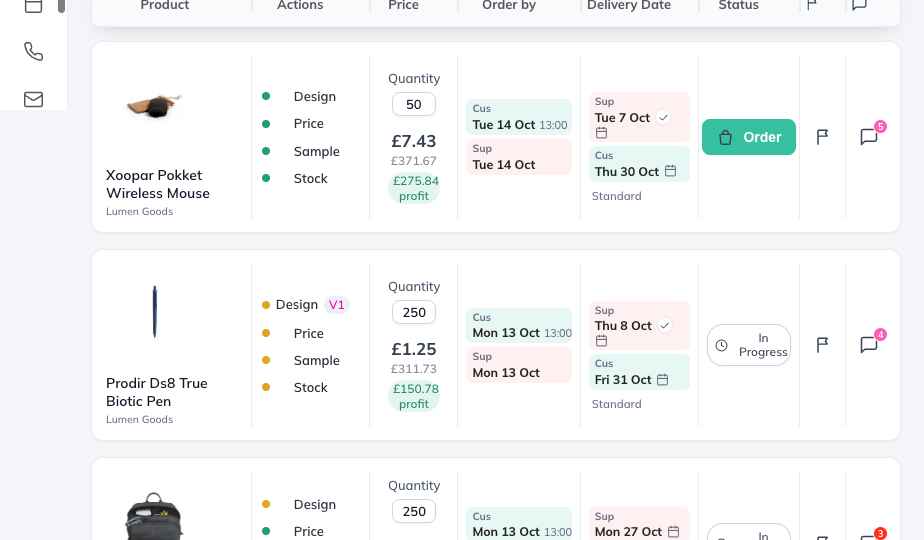 Product Actions Price Order by Delivery Date Status
Xoopar Pokket
Wireless Mouse
Lumen Goods
Design
Price
Sample
Stock
Quantity
50
£7.43
£371.67
£275.84
profit
Cus
Tue 14 Oct 13:00
Sup
Tue 14 Oct
Sup
Tue 7 Oct
Cus
Thu 30 Oct
Standard
Order
5
Prodir Ds8 True
Biotic Pen
Lumen Goods
Design V1
Price
Sample
Stock
Quantity
250
£1.25
£311.73
£150.78
profit
Cus
Mon 13 Oct 13:00
Sup
Mon 13 Oct
Sup
Thu 8 Oct
Cus
Fri 31 Oct
Standard
In
Progress
4
Design
Price
Quantity
250
Cus
Mon 13 Oct 13:00
Sup
Mon 27 Oct
In
3